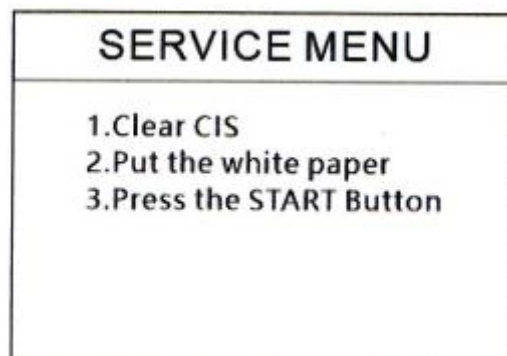 SERVICE MENU
1.Clear CIS
2.Put the white paper
3.Press the START Button